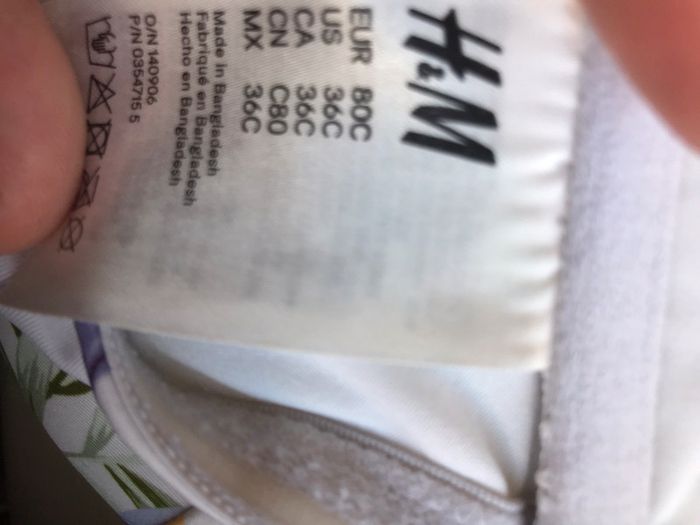 H&M
EUR 80C
US 36C
CA 36C
CN C80
MX 36C
Made in Bangladesh
Fabriqué en Bangladesh
Hecho en Bangladesh
O/N 140906
P/N 0354715 5